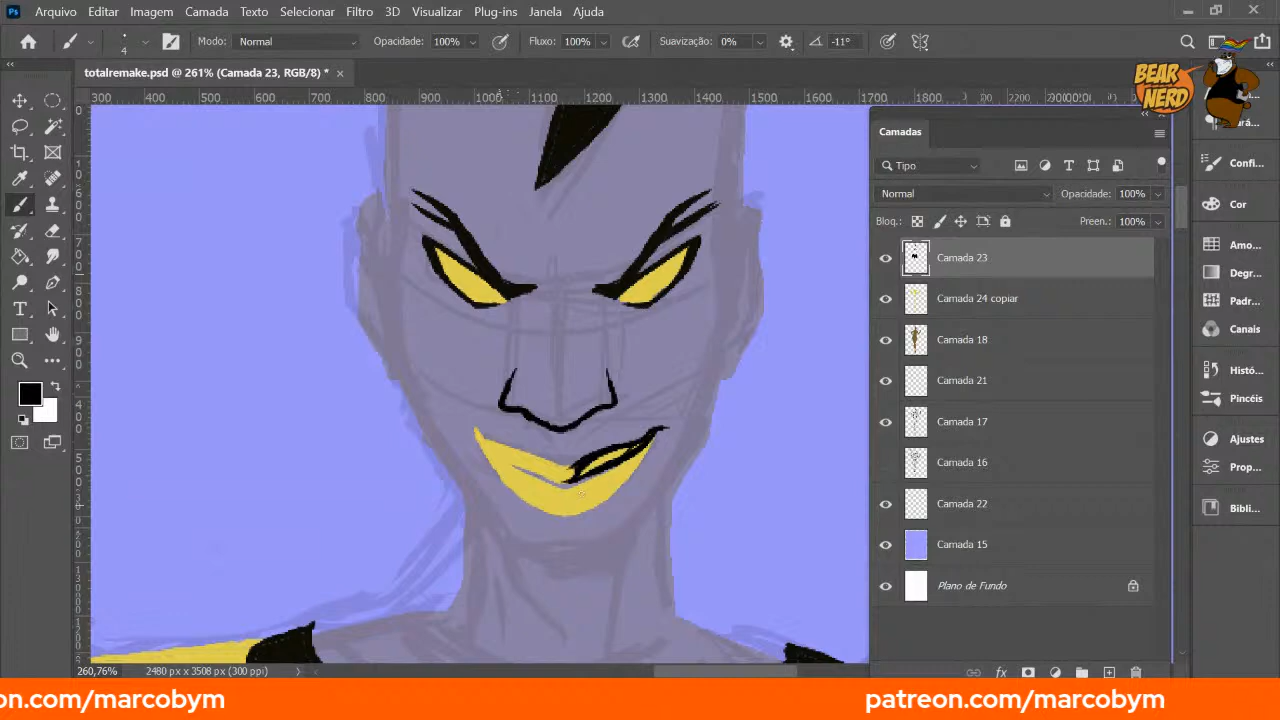 Ps Arquivo Editar Imagem Camada Texto Selecionar Filtro 3D Visualizar Plug-ins Janela Ajuda
4 Modo: Normal Opacidade: 100% Fluxo: 100% Suavização: 0% -11°
totalremake.psd @ 261% (Camada 23, RGB/8) * ×
BEAR NERD
300 400 500 600 700 800 900 1000 1100 1200 1300 1400 1500 1600 1700 1800
Camadas
Tipo
Confi...
Normal Opacidade: 100%
Cor
Bloq.: Preen.: 100%
Camada 23
Amo...
Degr...
Camada 24 copiar
Padr...
Camada 18
Canais
Camada 21
Histó...
Pincéis
Camada 17
Ajustes
Camada 16
Prop...
Camada 22
Bibli...
Camada 15
Plano de Fundo
260,76% 2480 px x 3508 px (300 ppi)
fx
on.com/marcobym patreon.com/marcobym